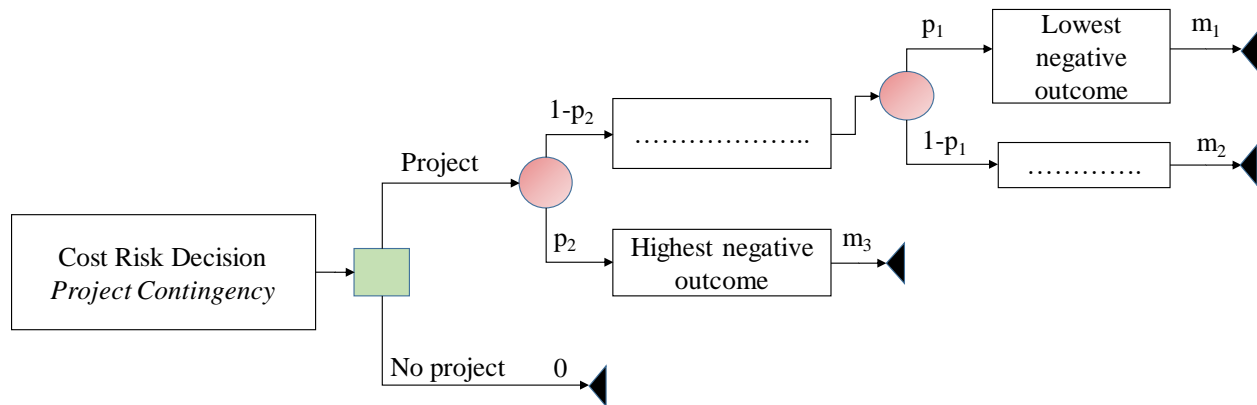 Cost Risk Decision
Project Contingency
Project
No project
0
1-p₂
………………..
p₂
Highest negative
outcome
m₃
p₁
Lowest
negative
outcome
m₁
1-p₁
………….
m₂